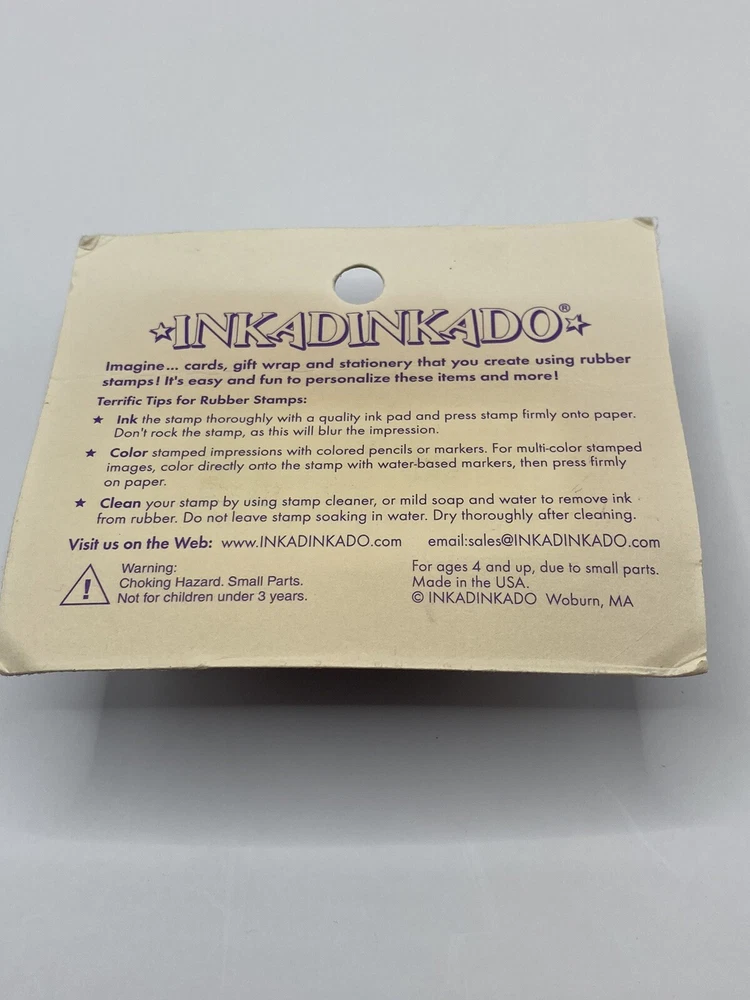 INKADINKADO®
Imagine... cards, gift wrap and stationery that you create using rubber
stamps! It's easy and fun to personalize these items and more!
Terrific Tips for Rubber Stamps:
★ Ink the stamp thoroughly with a quality ink pad and press stamp firmly onto paper.
Don't rock the stamp, as this will blur the impression.
★ Color stamped impressions with colored pencils or markers. For multi-color stamped
images, color directly onto the stamp with water-based markers, then press firmly
on paper.
★ Clean your stamp by using stamp cleaner, or mild soap and water to remove ink
from rubber. Do not leave stamp soaking in water. Dry thoroughly after cleaning.
Visit us on the Web: www.INKADINKADO.com email:sales@INKADINKADO.com
Warning:
Choking Hazard. Small Parts.
Not for children under 3 years.
For ages 4 and up, due to small parts.
Made in the USA.
© INKADINKADO Woburn, MA